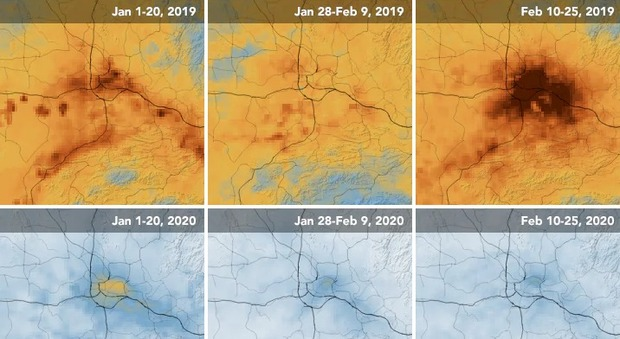 Jan 1-20, 2019
Jan 28-Feb 9, 2019
Feb 10-25, 2019
Jan 1-20, 2020
Jan 28-Feb 9, 2020
Feb 10-25, 2020